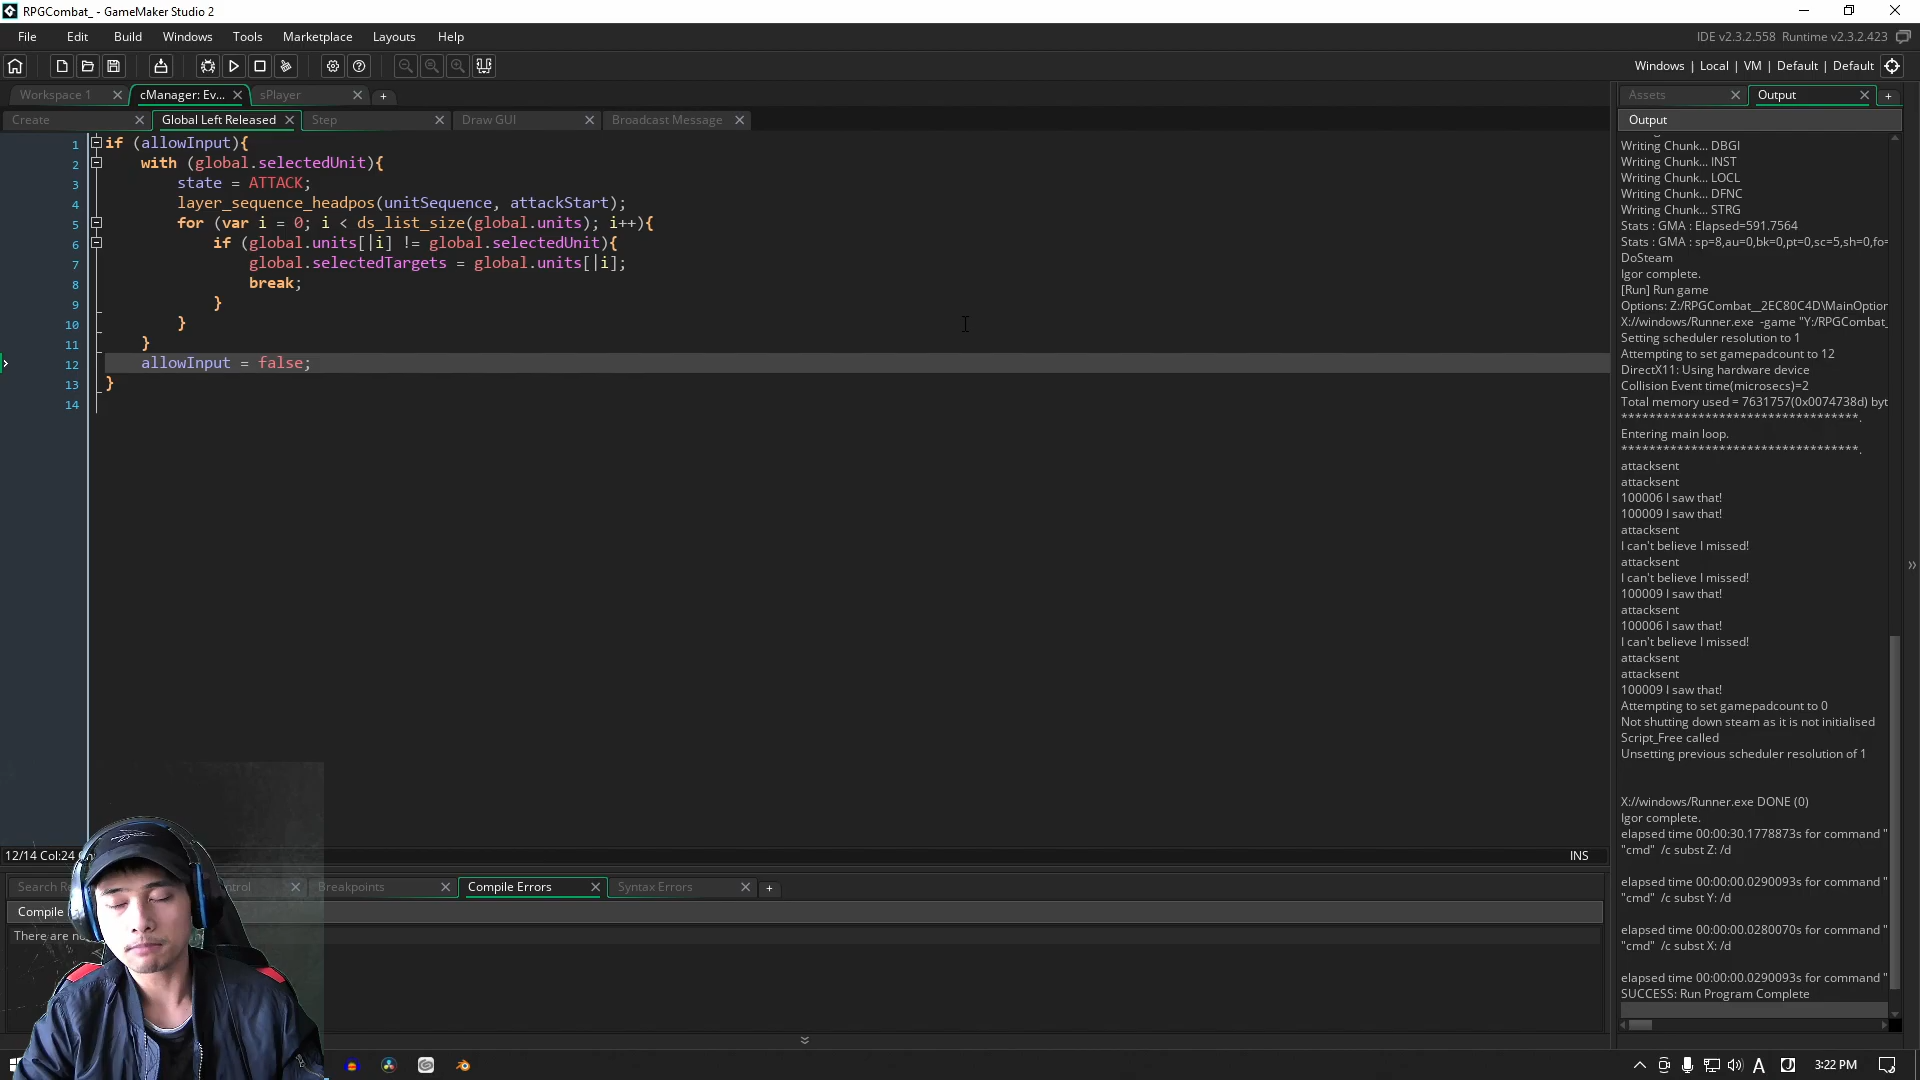 RPGCombat_ - GameMaker Studio 2
File Edit Build Windows Tools Marketplace Layouts Help
IDE v2.3.2.558 Runtime v2.3.2.423
Windows | Local | VM | Default | Default
Workspace 1
cManager: Ev...
sPlayer
Assets
Output
Create
Global Left Released
Step
Draw GUI
Broadcast Message
Output
1 if (allowInput){
2 with (global.selectedUnit){
3 state = ATTACK;
4 layer_sequence_headpos(unitSequence, attackStart);
5 for (var i = 0; i < ds_list_size(global.units); i++){
6 if (global.units[|i] != global.selectedUnit){
7 global.selectedTargets = global.units[|i];
8 break;
9 }
10 }
11 }
12 allowInput = false;
13 }
14
Writing Chunk... DBGI
Writing Chunk... INST
Writing Chunk... LOCL
Writing Chunk... DFNC
Writing Chunk... STRG
Stats : GMA : Elapsed=591.7564
Stats : GMA : sp=8,au=0,bk=0,pt=0,sc=5,sh=0,fo=
DoSteam
Igor complete.
[Run] Run game
Options: Z:/RPGCombat__2EC80C4D\MainOption
X://windows/Runner.exe -game "Y:/RPGCombat_
Setting scheduler resolution to 1
Attempting to set gamepadcount to 12
DirectX11: Using hardware device
Collision Event time(microsecs)=2
Total memory used = 7631757(0x0074738d) byt
**********************************.
Entering main loop.
**********************************.
attacksent
attacksent
100006 I saw that!
100009 I saw that!
attacksent
I can't believe I missed!
attacksent
I can't believe I missed!
100009 I saw that!
attacksent
100006 I saw that!
I can't believe I missed!
attacksent
attacksent
100009 I saw that!
Attempting to set gamepadcount to 0
Not shutting down steam as it is not initialised
Script_Free called
Unsetting previous scheduler resolution of 1
X://windows/Runner.exe DONE (0)
Igor complete.
elapsed time 00:00:30.1778873s for command "
"cmd" /c subst Z: /d
elapsed time 00:00:00.0290093s for command "
"cmd" /c subst Y: /d
elapsed time 00:00:00.0280070s for command "
"cmd" /c subst X: /d
elapsed time 00:00:00.0290093s for command "
SUCCESS: Run Program Complete
12/14 Col:24
INS
Search
Breakpoints
Compile Errors
Syntax Errors
Compile
There are
3:22 PM